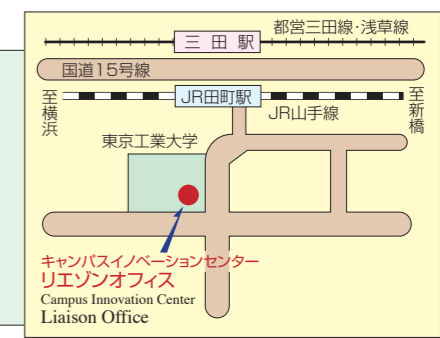 都営三田線・浅草線
三田駅
国道15号線
至横浜
JR田町駅
至新橋
JR山手線
東京工業大学
キャンパスイノベーションセンター
リエゾンオフィス
Campus Innovation Center
Liaison Office